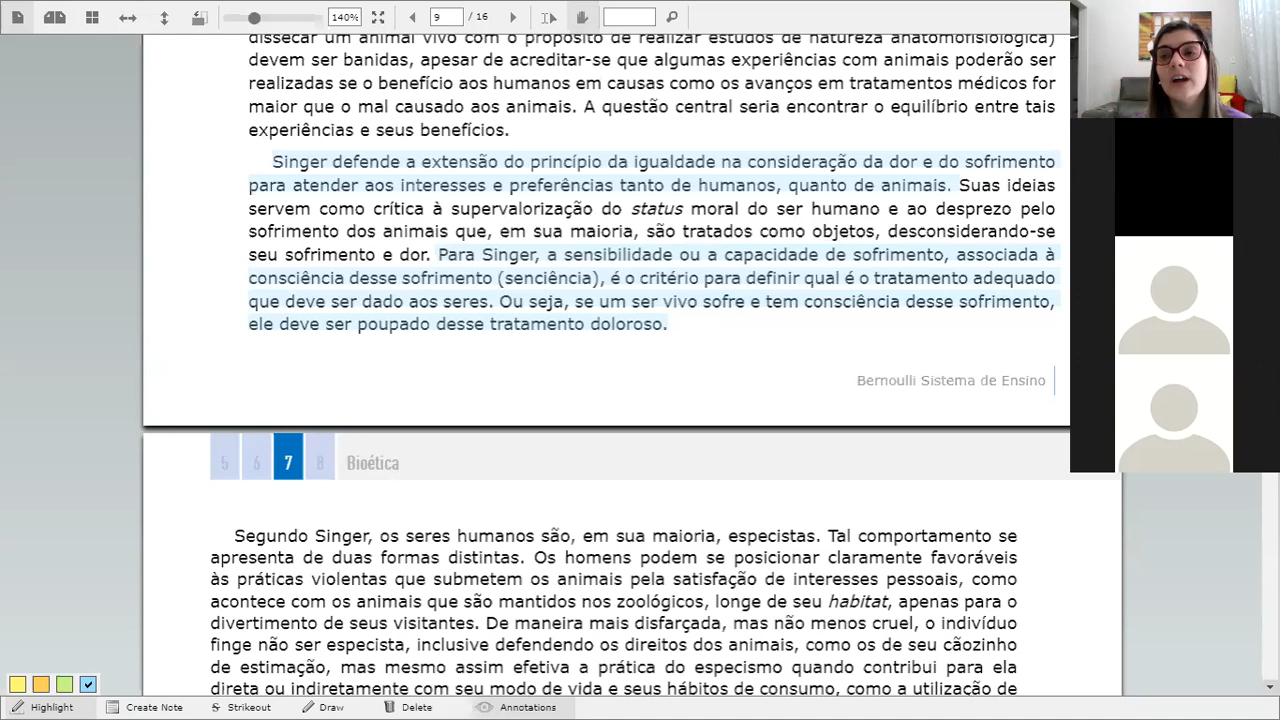 140%
9
/ 16
dissecar um animal vivo com o propósito de realizar estudos de natureza anatomofisiológica)
devem ser banidas, apesar de acreditar-se que algumas experiências com animais poderão ser
realizadas se o benefício aos humanos em causas como os avanços em tratamentos médicos for
maior que o mal causado aos animais. A questão central seria encontrar o equilíbrio entre tais
experiências e seus benefícios.
Singer defende a extensão do princípio da igualdade na consideração da dor e do sofrimento
para atender aos interesses e preferências tanto de humanos, quanto de animais. Suas ideias
servem como crítica à supervalorização do status moral do ser humano e ao desprezo pelo
sofrimento dos animais que, em sua maioria, são tratados como objetos, desconsiderando-se
seu sofrimento e dor. Para Singer, a sensibilidade ou a capacidade de sofrimento, associada à
consciência desse sofrimento (senciência), é o critério para definir qual é o tratamento adequado
que deve ser dado aos seres. Ou seja, se um ser vivo sofre e tem consciência desse sofrimento,
ele deve ser poupado desse tratamento doloroso.
Bernoulli Sistema de Ensino
5 6 7 8 Bioética
Segundo Singer, os seres humanos são, em sua maioria, especistas. Tal comportamento se
apresenta de duas formas distintas. Os homens podem se posicionar claramente favoráveis
às práticas violentas que submetem os animais pela satisfação de interesses pessoais, como
acontece com os animais que são mantidos nos zoológicos, longe de seu habitat, apenas para o
divertimento de seus visitantes. De maneira mais disfarçada, mas não menos cruel, o indivíduo
finge não ser especista, inclusive defendendo os direitos dos animais, como os de seu cãozinho
de estimação, mas mesmo assim efetiva a prática do especismo quando contribui para ela
direta ou indiretamente com seu modo de vida e seus hábitos de consumo, como a utilização de
Highlight Create Note Strikeout Draw Delete Annotations